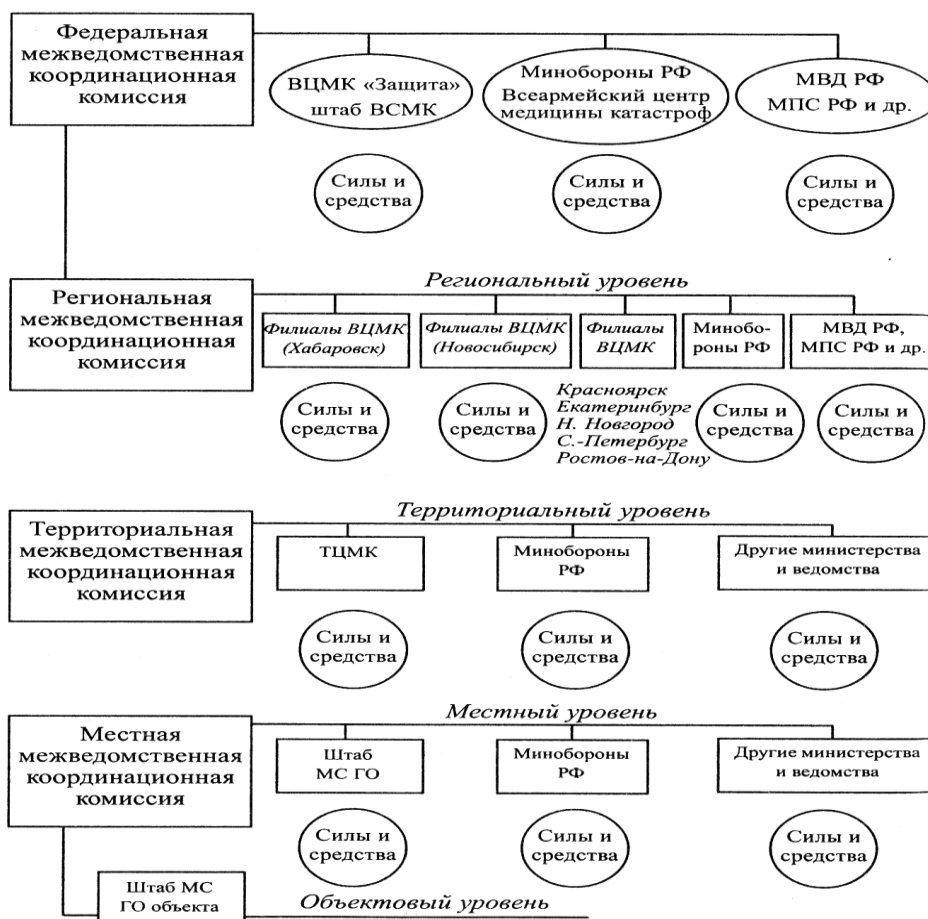 Федеральная
межведомственная
координационная
комиссия
ВЦМК «Защита»
штаб ВСМК
Минобороны РФ
Всеармейский центр
медицины катастроф
МВД РФ
МПС РФ и др.
Силы и
средства
Силы и
средства
Силы и
средства
Региональный уровень
Региональная
межведомственная
координационная
комиссия
Филиалы ВЦМК
(Хабаровск)
Филиалы ВЦМК
(Новосибирск)
Филиалы
ВЦМК
Миноbo-
роны РФ
МВД РФ,
МПС РФ и др.
Силы и
средства
Силы и
средства
Красноярск
Екатеринбург
Н. Новгород
С.-Петербург
Ростов-на-Дону
Силы и
средства
Силы и
средства
Территориальный уровень
Территориальная
межведомственная
координационная
комиссия
ТЦМК
Минобороны
РФ
Другие министерства
и ведомства
Силы и
средства
Силы и
средства
Силы и
средства
Местный уровень
Местная
межведомственная
координационная
комиссия
Штаб
МС ГО
Минобороны
РФ
Другие министерства
и ведомства
Силы и
средства
Силы и
средства
Силы и
средства
Штаб МС
ГО объекта
Объектовый уровень